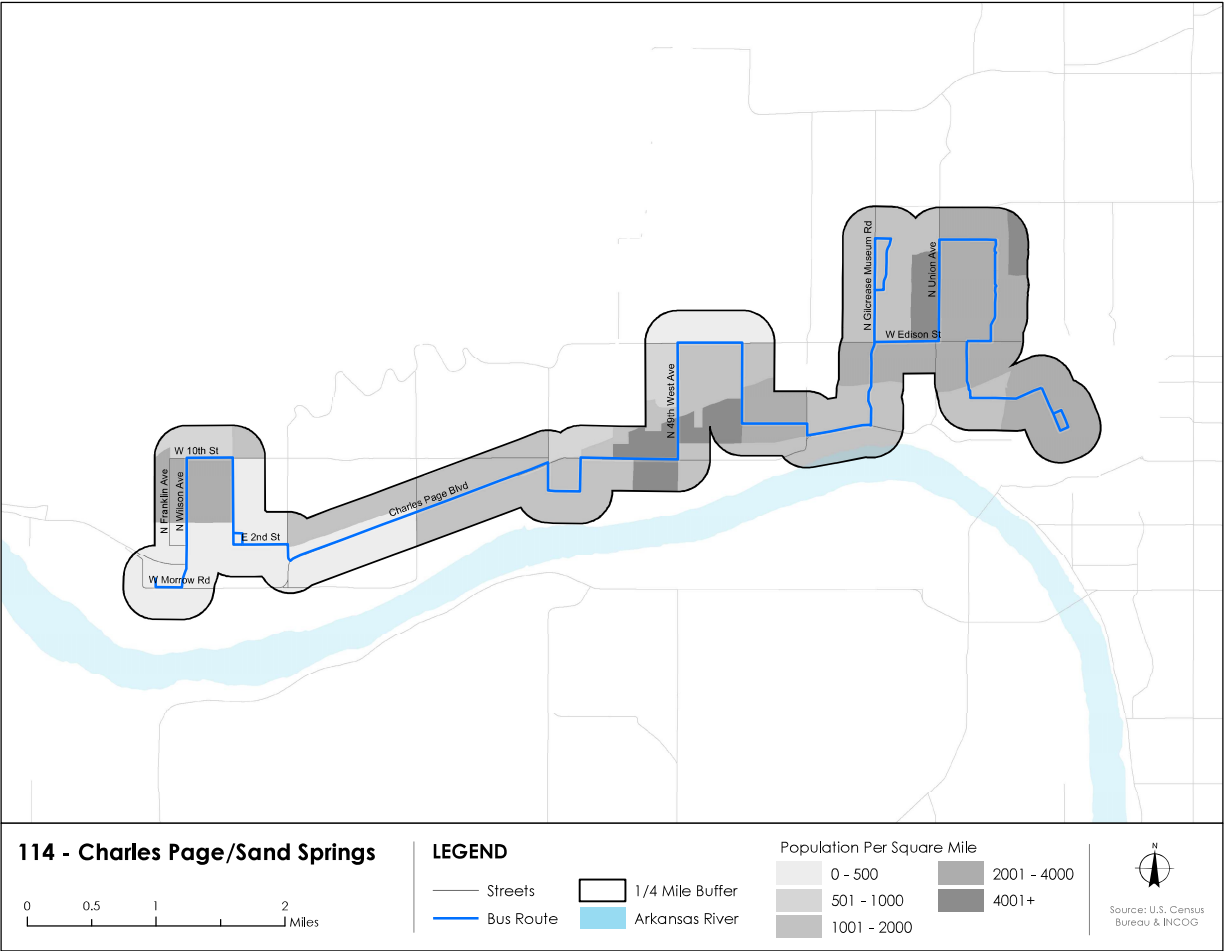 N Gilcrease Museum Rd
N Union Ave
W Edison St
N 49th West Ave
W 10th St
N Franklin Ave
N Wilson Ave
Charles Page Blvd
E 2nd St
W Morrow Rd
114 - Charles Page/Sand Springs
0 0.5 1 2
Miles
LEGEND
Streets
Bus Route
1/4 Mile Buffer
Arkansas River
Population Per Square Mile
0 - 500
501 - 1000
1001 - 2000
2001 - 4000
4001+
N
Source: U.S. Census
Bureau & INCOG